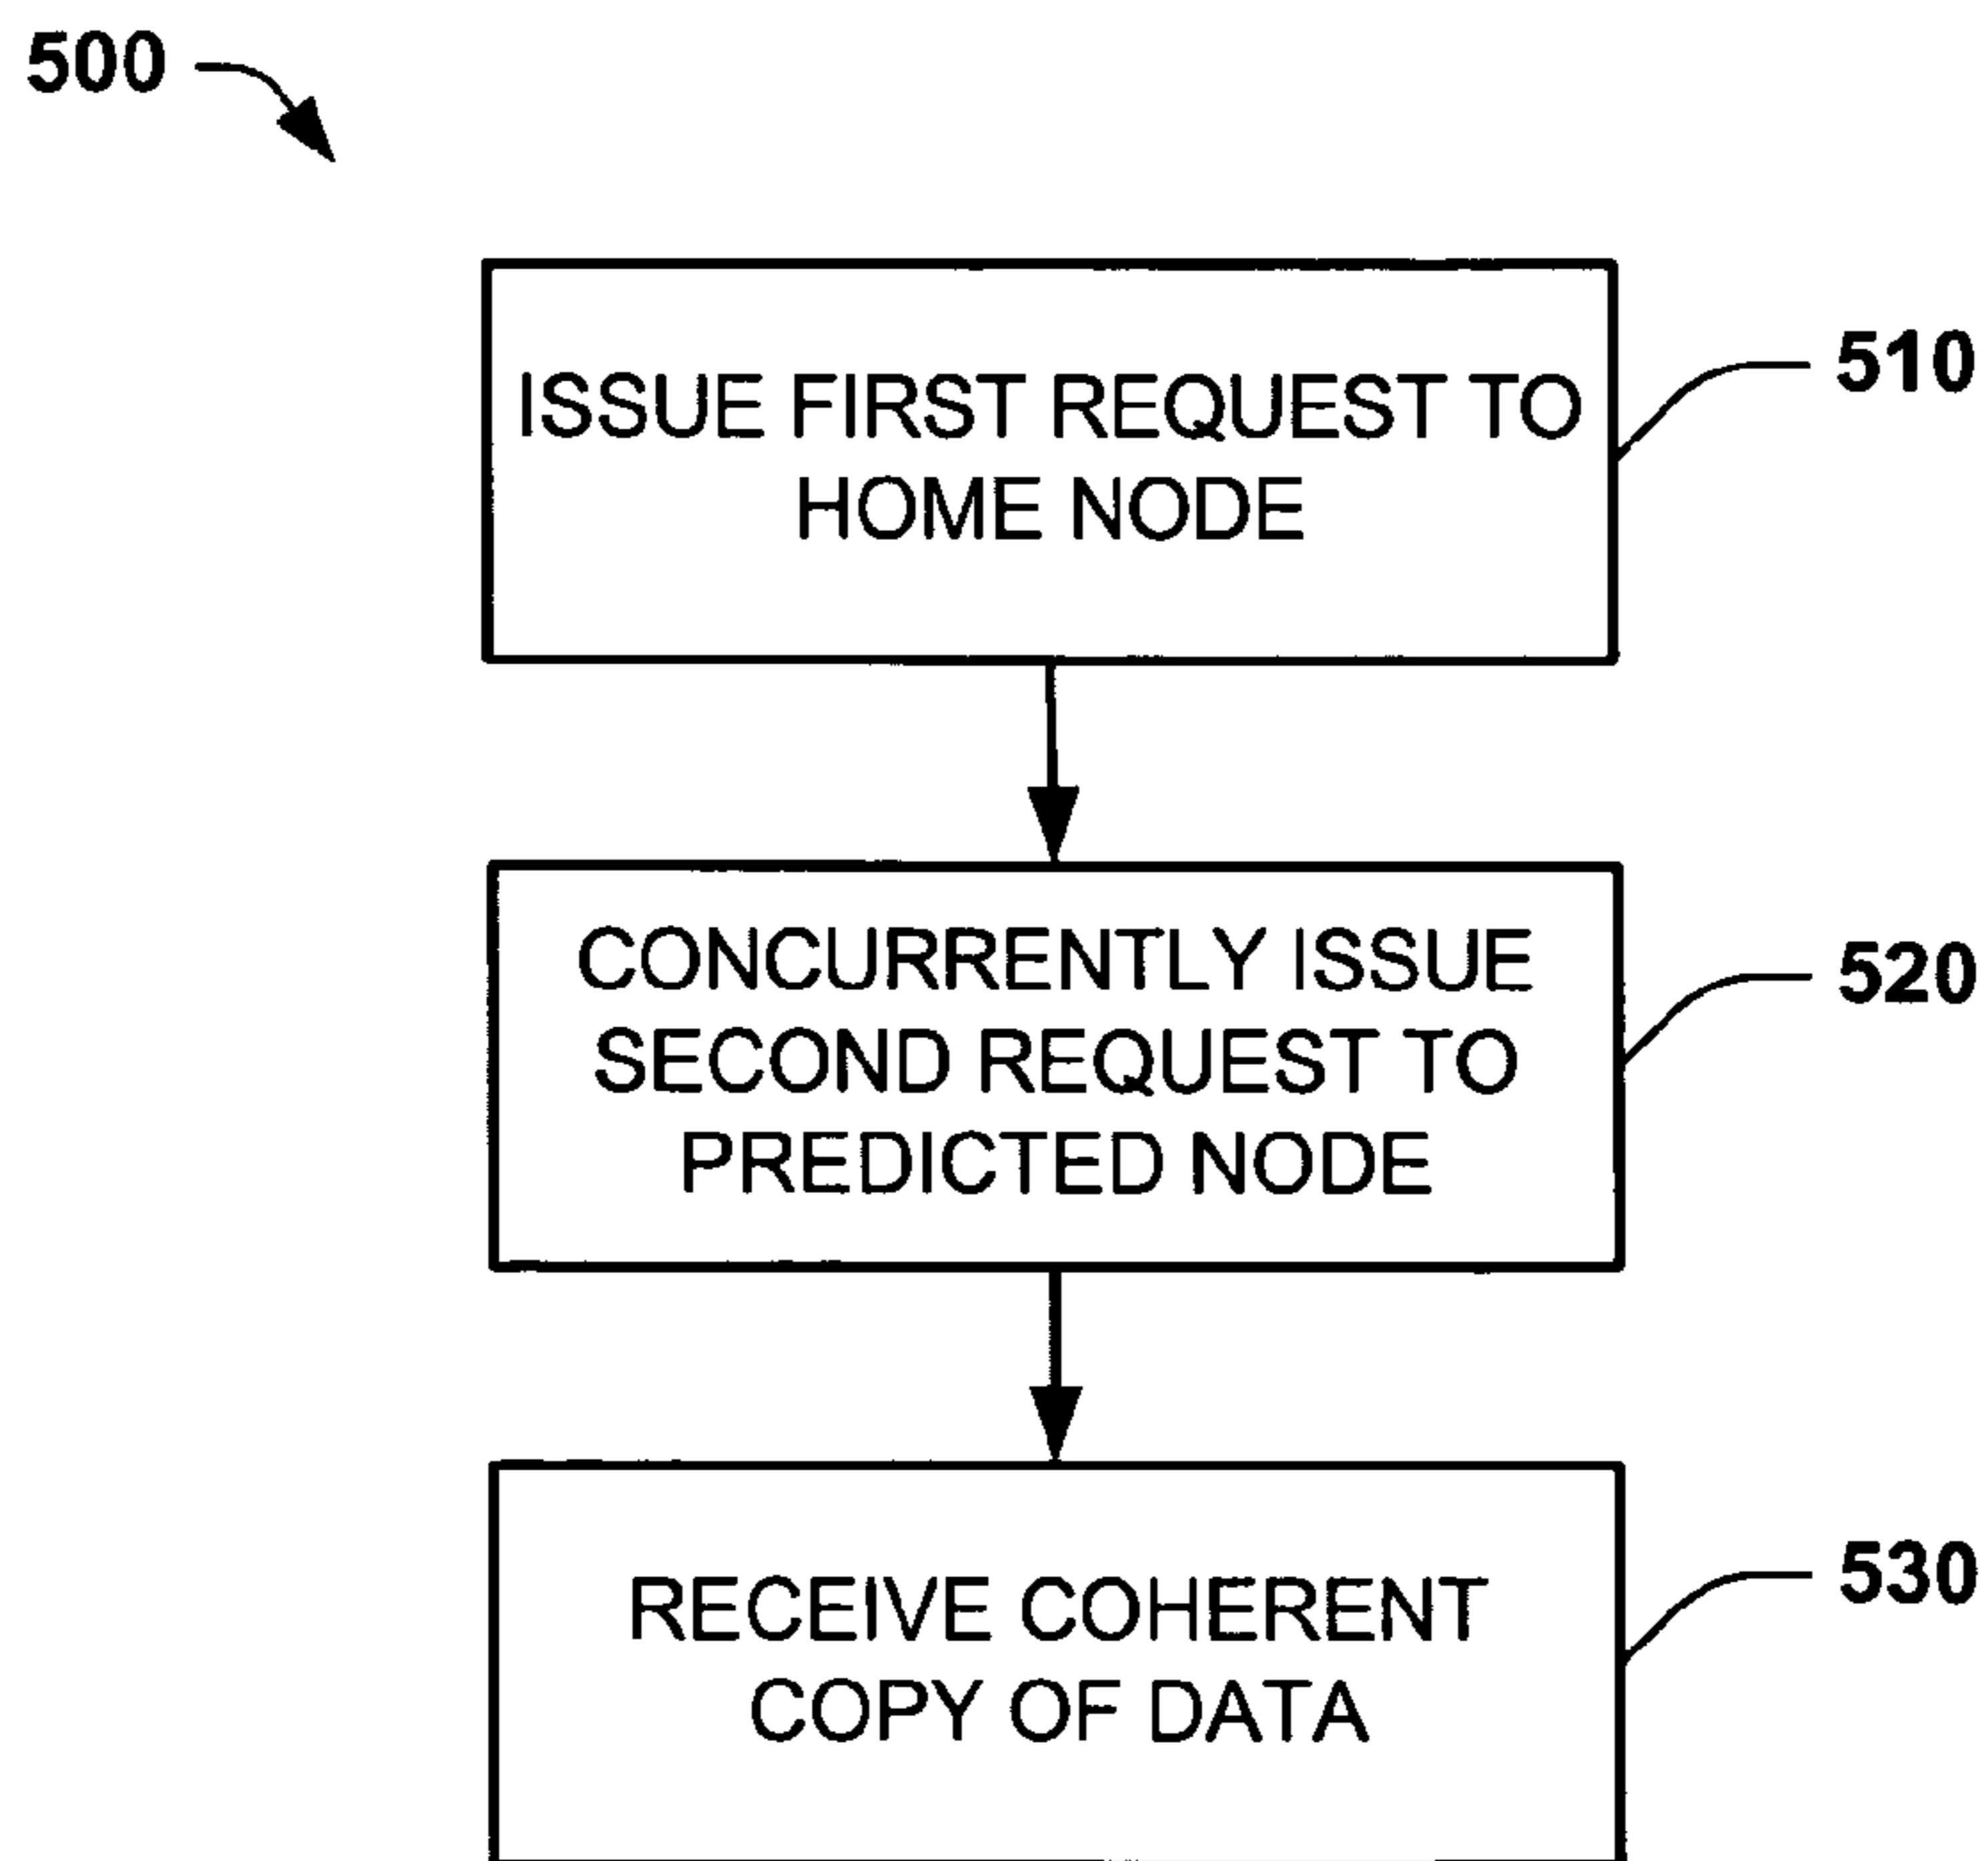 500
ISSUE FIRST REQUEST TO
HOME NODE
510
CONCURRENTLY ISSUE
SECOND REQUEST TO
PREDICTED NODE
520
RECEIVE COHERENT
COPY OF DATA
530